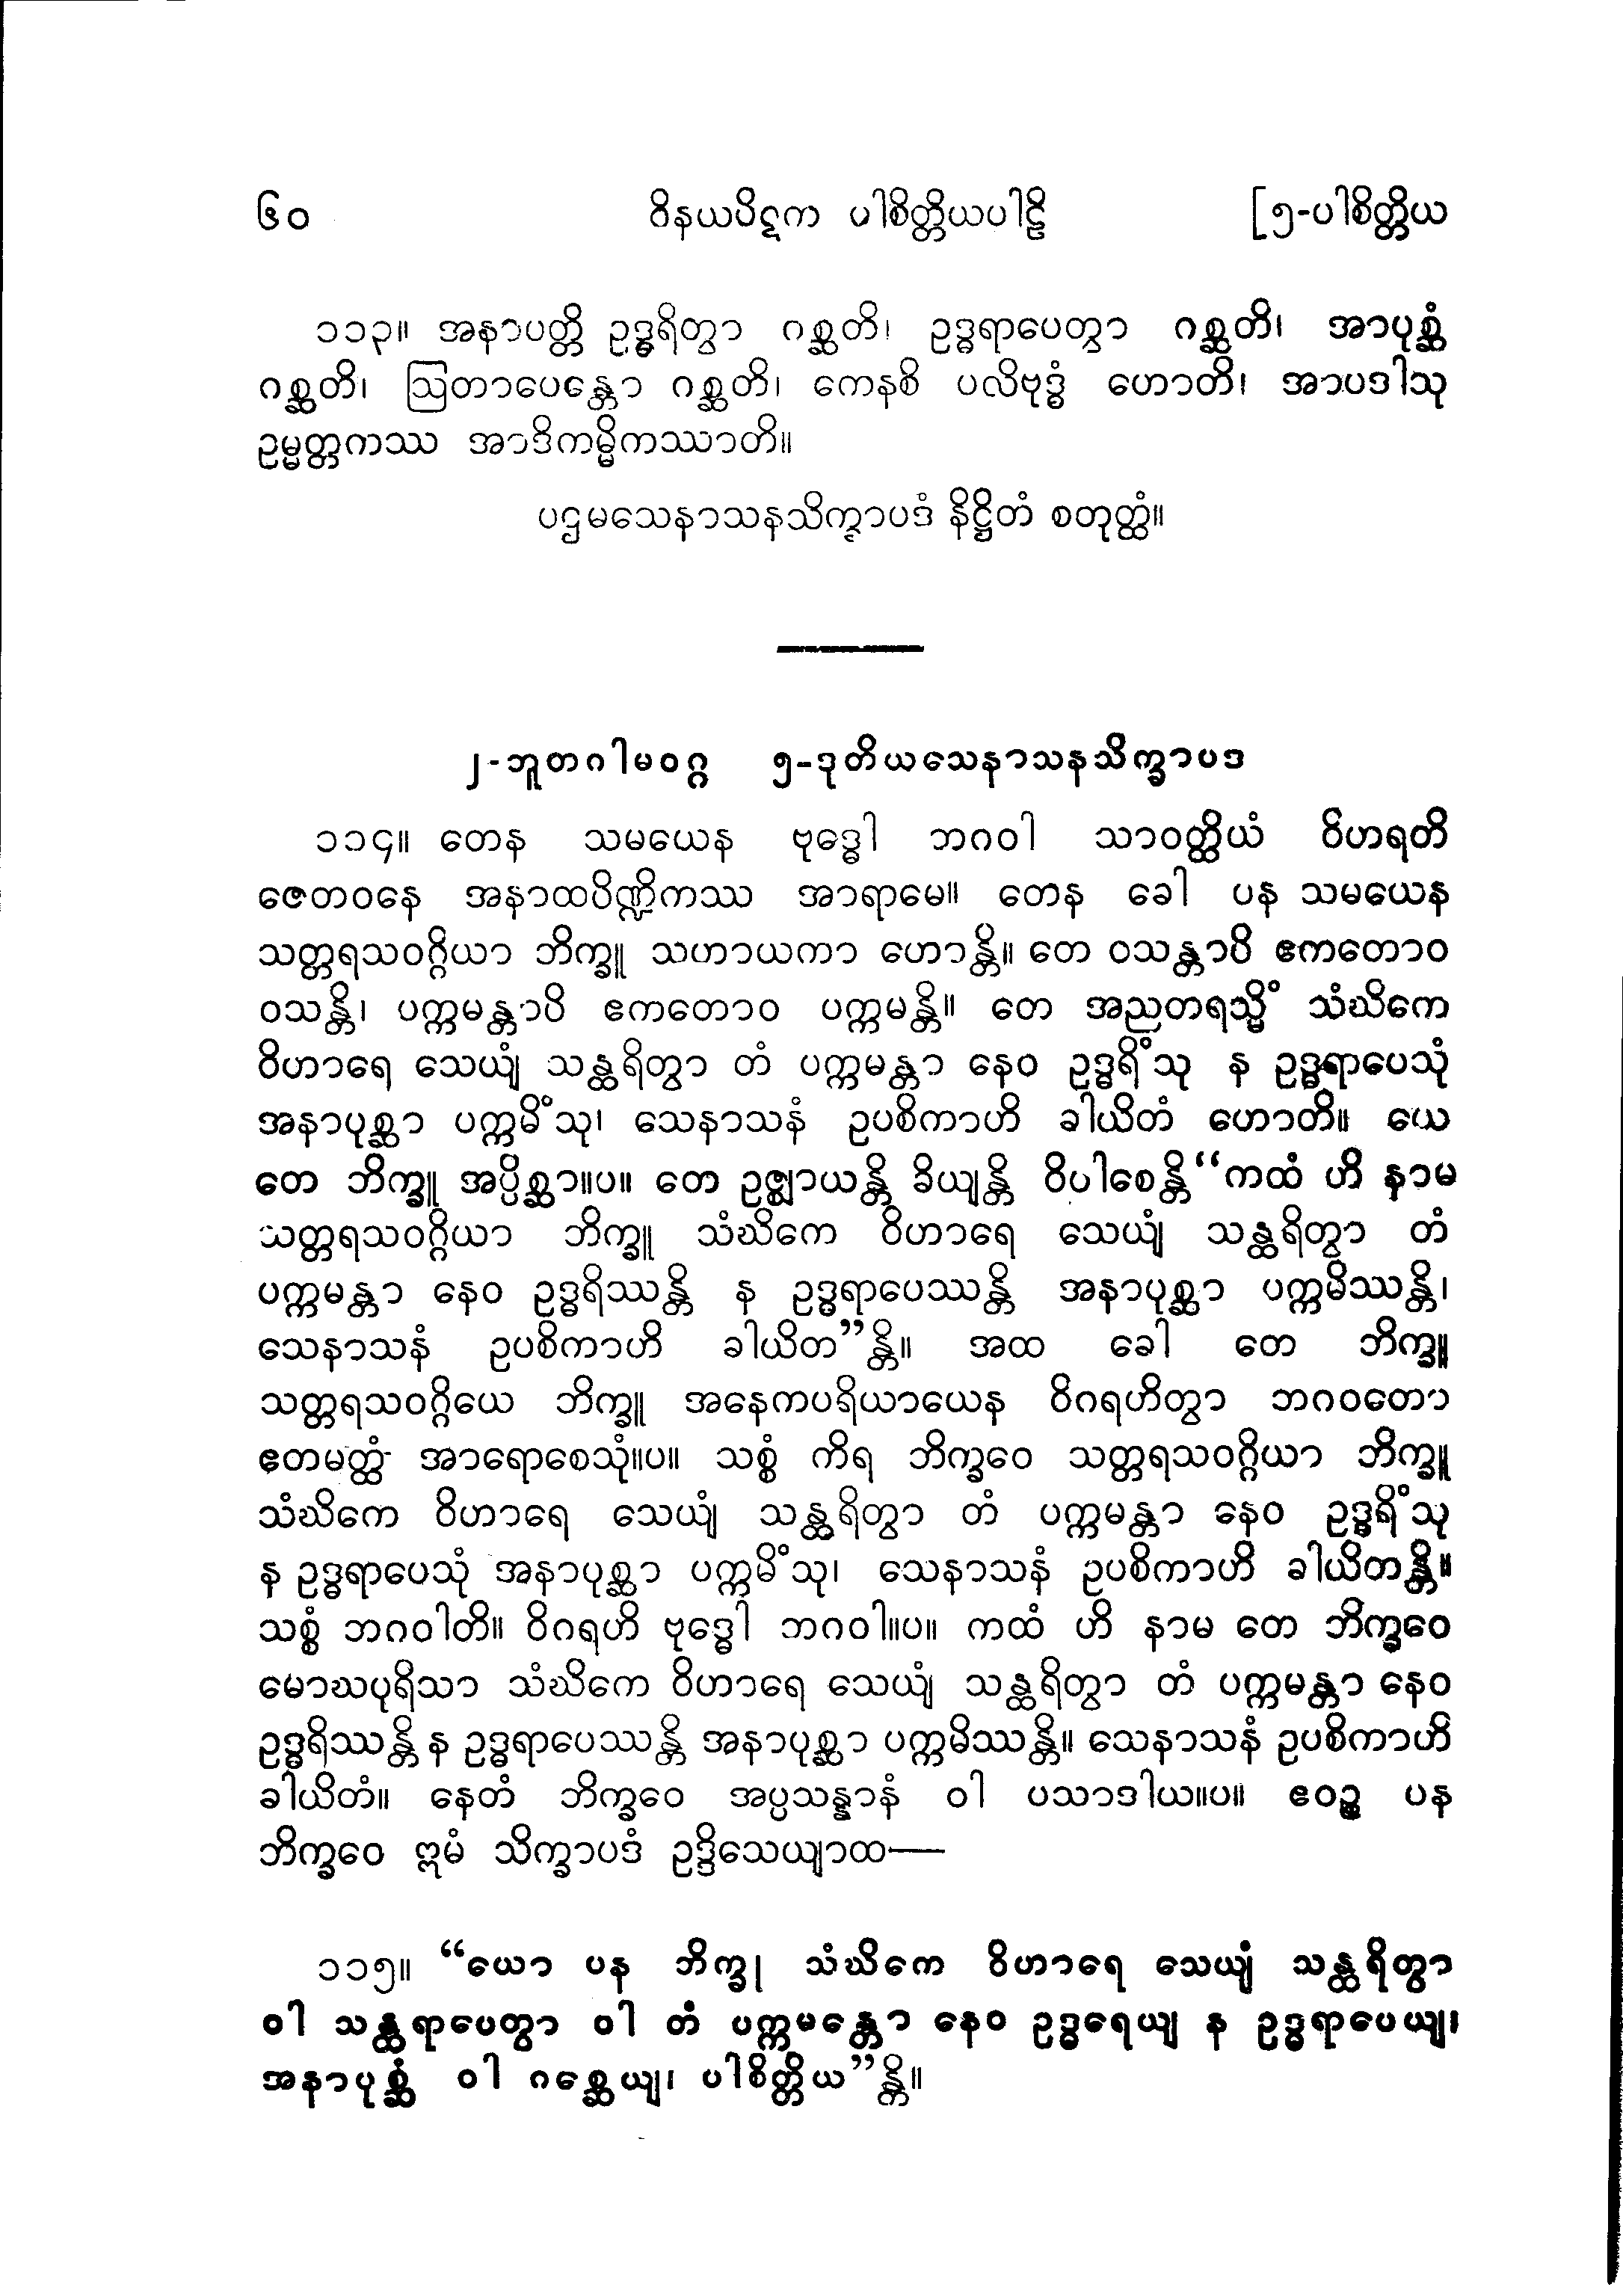 ၆၀ ဝိနယပိဋက ပါစိတ္တိယပါဠိ [၅-ပါစိတ္တိယ
၁၁၃။ အနာပတ္တိ ဥဒ္ဓရိတွာ ဂစ္ဆတိ၊ ဥဒ္ဓရာပေတွာ ဂစ္ဆတိ၊ အာပုစ္ဆံ
ဂစ္ဆတိ၊ ဩတာပေန္တော ဂစ္ဆတိ၊ ကေနစိ ပလိဗုဒ္ဓံ ဟောတိ၊ အာပဒါသု
ဥမ္မတ္တကဿ အာဒိကမ္မိကဿာတိ။
ပဌမသေနာသနသိက္ခာပဒံ နိဋ္ဌိတံ စတုတ္ထံ။
၂-ဘူတဂါမဝဂ္ဂ ၅-ဒုတိယသေနာသနသိက္ခာပဒ
၁၁၄။ တေန သမယေန ဗုဒ္ဓေါ ဘဂဝါ သာဝတ္ထိယံ ဝိဟရတိ
ဇေတဝနေ အနာထပိဏ္ဍိကဿ အာရာမေ။ တေန ခေါ ပန သမယေန
သတ္တရသဝဂ္ဂိယာ ဘိက္ခူ သဟာယကာ ဟောန္တိ။ တေ ဝသန္တာပိ ဧကတောဝ
ဝသန္တိ၊ ပက္ကမန္တာပိ ဧကတောဝ ပက္ကမန္တိ။ တေ အညတရသ္မိံ သံဃိကေ
ဝိဟာရေ သေယျံ သန္ထရိတွာ တံ ပက္ကမန္တာ နေဝ ဥဒ္ဓရိံသု န ဥဒ္ဓရာပေသုံ
အနာပုစ္ဆာ ပက္ကမိံသု၊ သေနာသနံ ဥပစိကာဟိ ခါယိတံ ဟောတိ။ ယေ
တေ ဘိက္ခူ အပ္ပိစ္ဆာ။ပ။ တေ ဥဇ္ဈာယန္တိ ခိယျန္တိ ဝိပါစေန္တိ “ကထံ ဟိ နာမ
သတ္တရသဝဂ္ဂိယာ ဘိက္ခူ သံဃိကေ ဝိဟာရေ သေယျံ သန္ထရိတွာ တံ
ပက္ကမန္တာ နေဝ ဥဒ္ဓရိဿန္တိ န ဥဒ္ဓရာပေဿန္တိ အနာပုစ္ဆာ ပက္ကမိဿန္တိ၊
သေနာသနံ ဥပစိကာဟိ ခါယိတ”န္တိ။ အထ ခေါ တေ ဘိက္ခူ
သတ္တရသဝဂ္ဂိယေ ဘိက္ခူ အနေကပရိယာယေန ဝိဂရဟိတွာ ဘဂဝတော
ဧတမတ္ထံ အာရောစေသုံ။ပ။ သစ္စံ ကိရ ဘိက္ခဝေ သတ္တရသဝဂ္ဂိယာ ဘိက္ခူ
သံဃိကေ ဝိဟာရေ သေယျံ သန္ထရိတွာ တံ ပက္ကမန္တာ နေဝ ဥဒ္ဓရိံသု
န ဥဒ္ဓရာပေသုံ အနာပုစ္ဆာ ပက္ကမိံသု၊ သေနာသနံ ဥပစိကာဟိ ခါယိတန္တိ။
သစ္စံ ဘဂဝါတိ။ ဝိဂရဟိ ဗုဒ္ဓေါ ဘဂဝါ။ပ။ ကထံ ဟိ နာမ တေ ဘိက္ခဝေ
မောဃပုရိသာ သံဃိကေ ဝိဟာရေ သေယျံ သန္ထရိတွာ တံ ပက္ကမန္တာ နေဝ
ဥဒ္ဓရိဿန္တိ န ဥဒ္ဓရာပေဿန္တိ အနာပုစ္ဆာ ပက္ကမိဿန္တိ။ သေနာသနံ ဥပစိကာဟိ
ခါယိတံ။ နေတံ ဘိက္ခဝေ အပ္ပသန္နာနံ ဝါ ပသာဒါယ။ပ။ ဧဝဉ္စ ပန
ဘိက္ခဝေ ဣမံ သိက္ခာပဒံ ဥဒ္ဒိသေယျာထ—
၁၁၅။ “ယော ပန ဘိက္ခု သံဃိကေ ဝိဟာရေ သေယျံ သန္ထရိတွာ
ဝါ သန္ထရာပေတွာ ဝါ တံ ပက္ကမန္တော နေဝ ဥဒ္ဓရေယျ န ဥဒ္ဓရာပေယျ၊
အနာပုစ္ဆံ ဝါ ဂစ္ဆေယျ၊ ပါစိတ္တိယ”န္တိ။